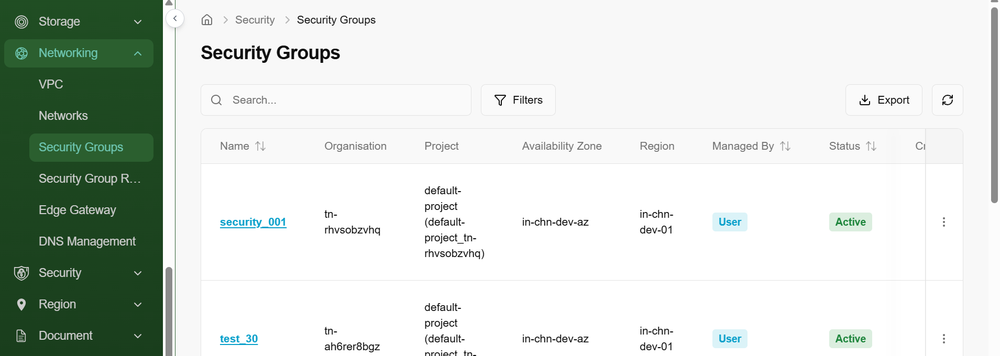 Storage
Networking
VPC
Networks
Security Groups
Security Group R...
Edge Gateway
DNS Management
Security
Region
Document
Security
Security Groups
Security Groups
Search...
Filters
Export
Name
Organisation
Project
Availability Zone
Region
Managed By
Status
security_001
tn-
rhvsobzvhq
default-
project
(default-
project_tn-
rhvsobzvhq)
in-chn-dev-az
in-chn-
dev-01
User
Active
test_30
tn-
ah6rer8bgz
default-
project
(default-
project_tn-
in-chn-dev-az
in-chn-
dev-01
User
Active